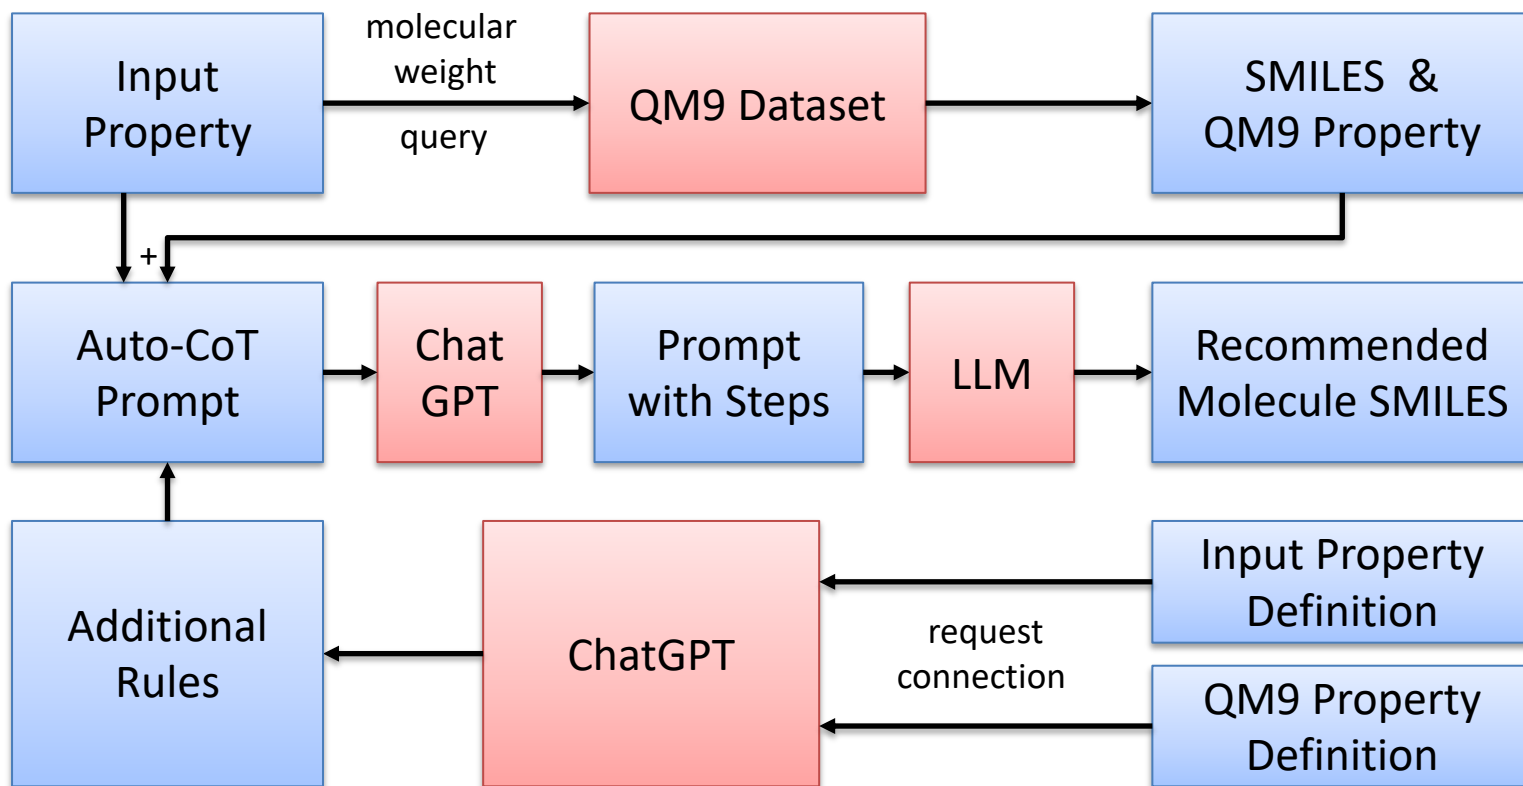 Input
Property
molecular
weight
query
QM9 Dataset
SMILES &
QM9 Property
+
Auto-CoT
Prompt
Chat
GPT
Prompt
with Steps
LLM
Recommended
Molecule SMILES
Additional
Rules
ChatGPT
request
connection
Input Property
Definition
QM9 Property
Definition